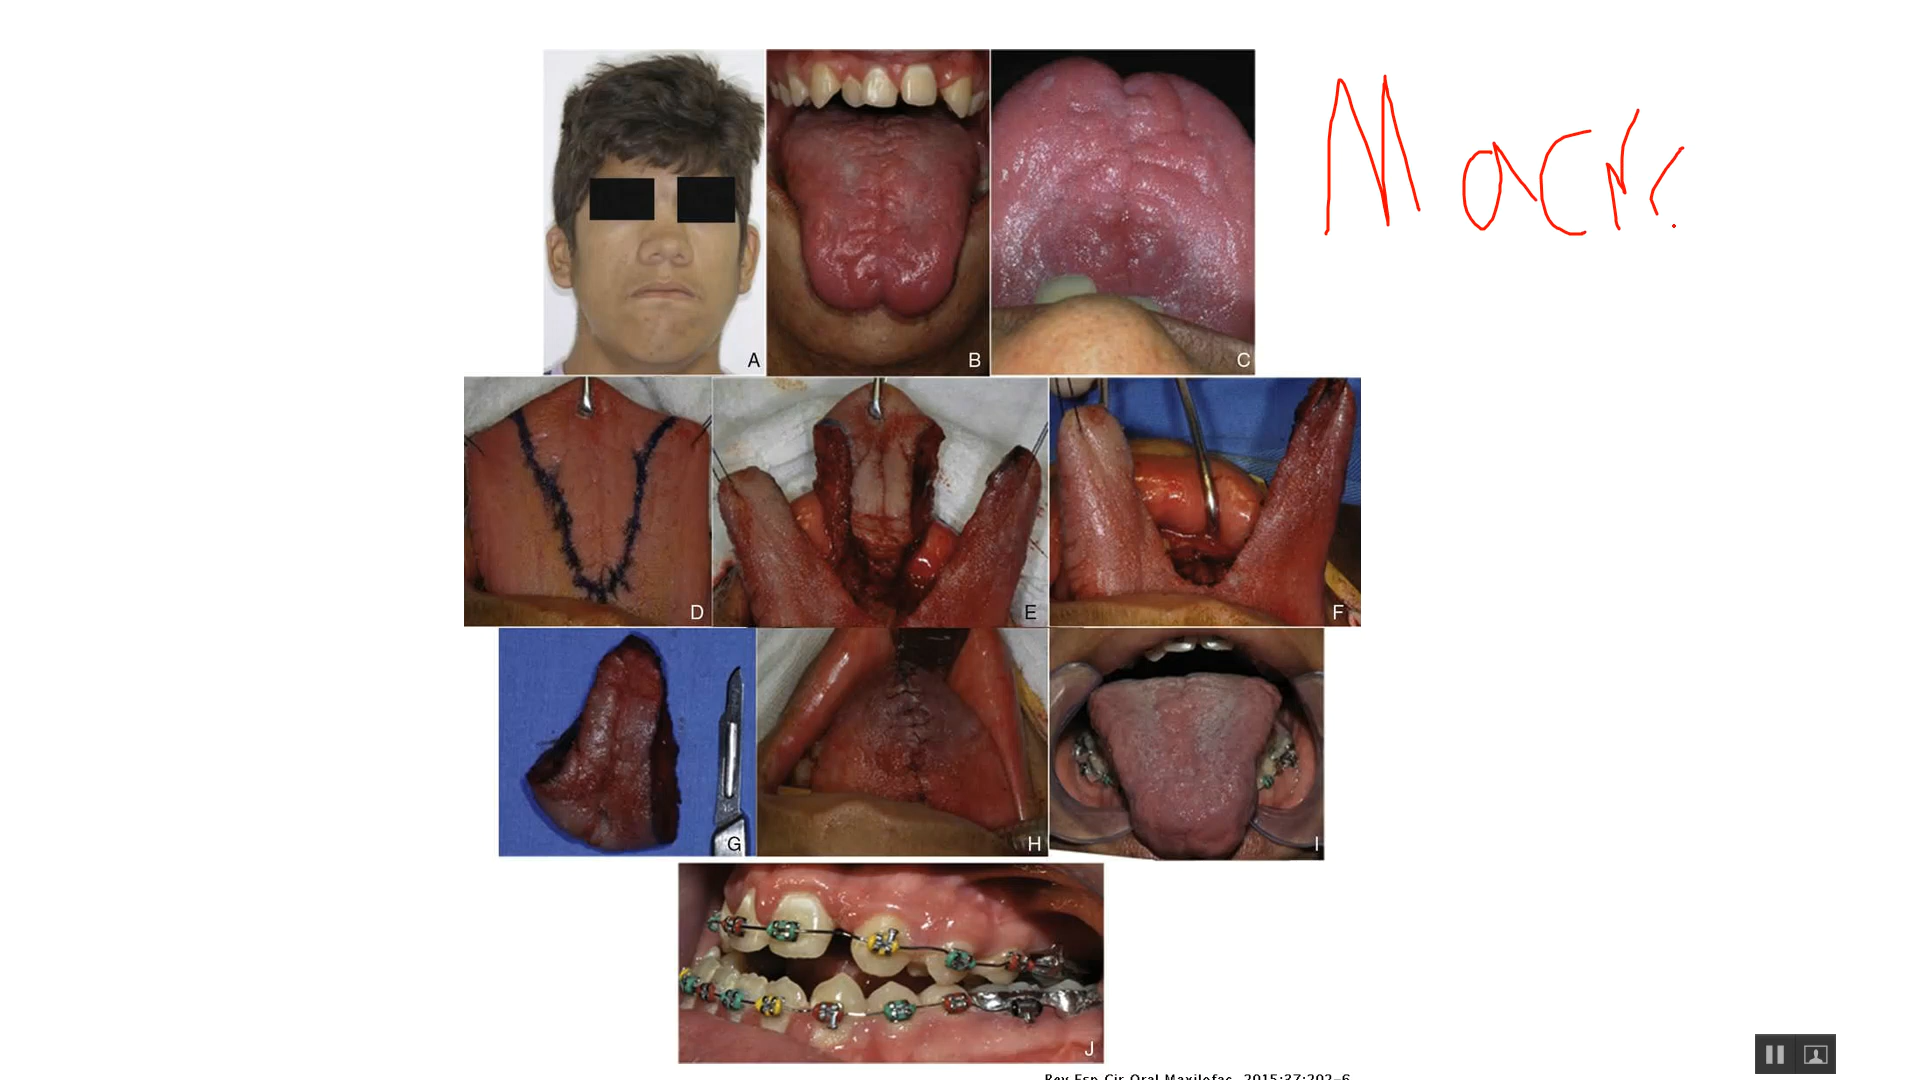 Macro
A
B
C
D
E
F
G
H
I
J
Rev Esp Cir Oral Maxilofac. 2015;37:202-6